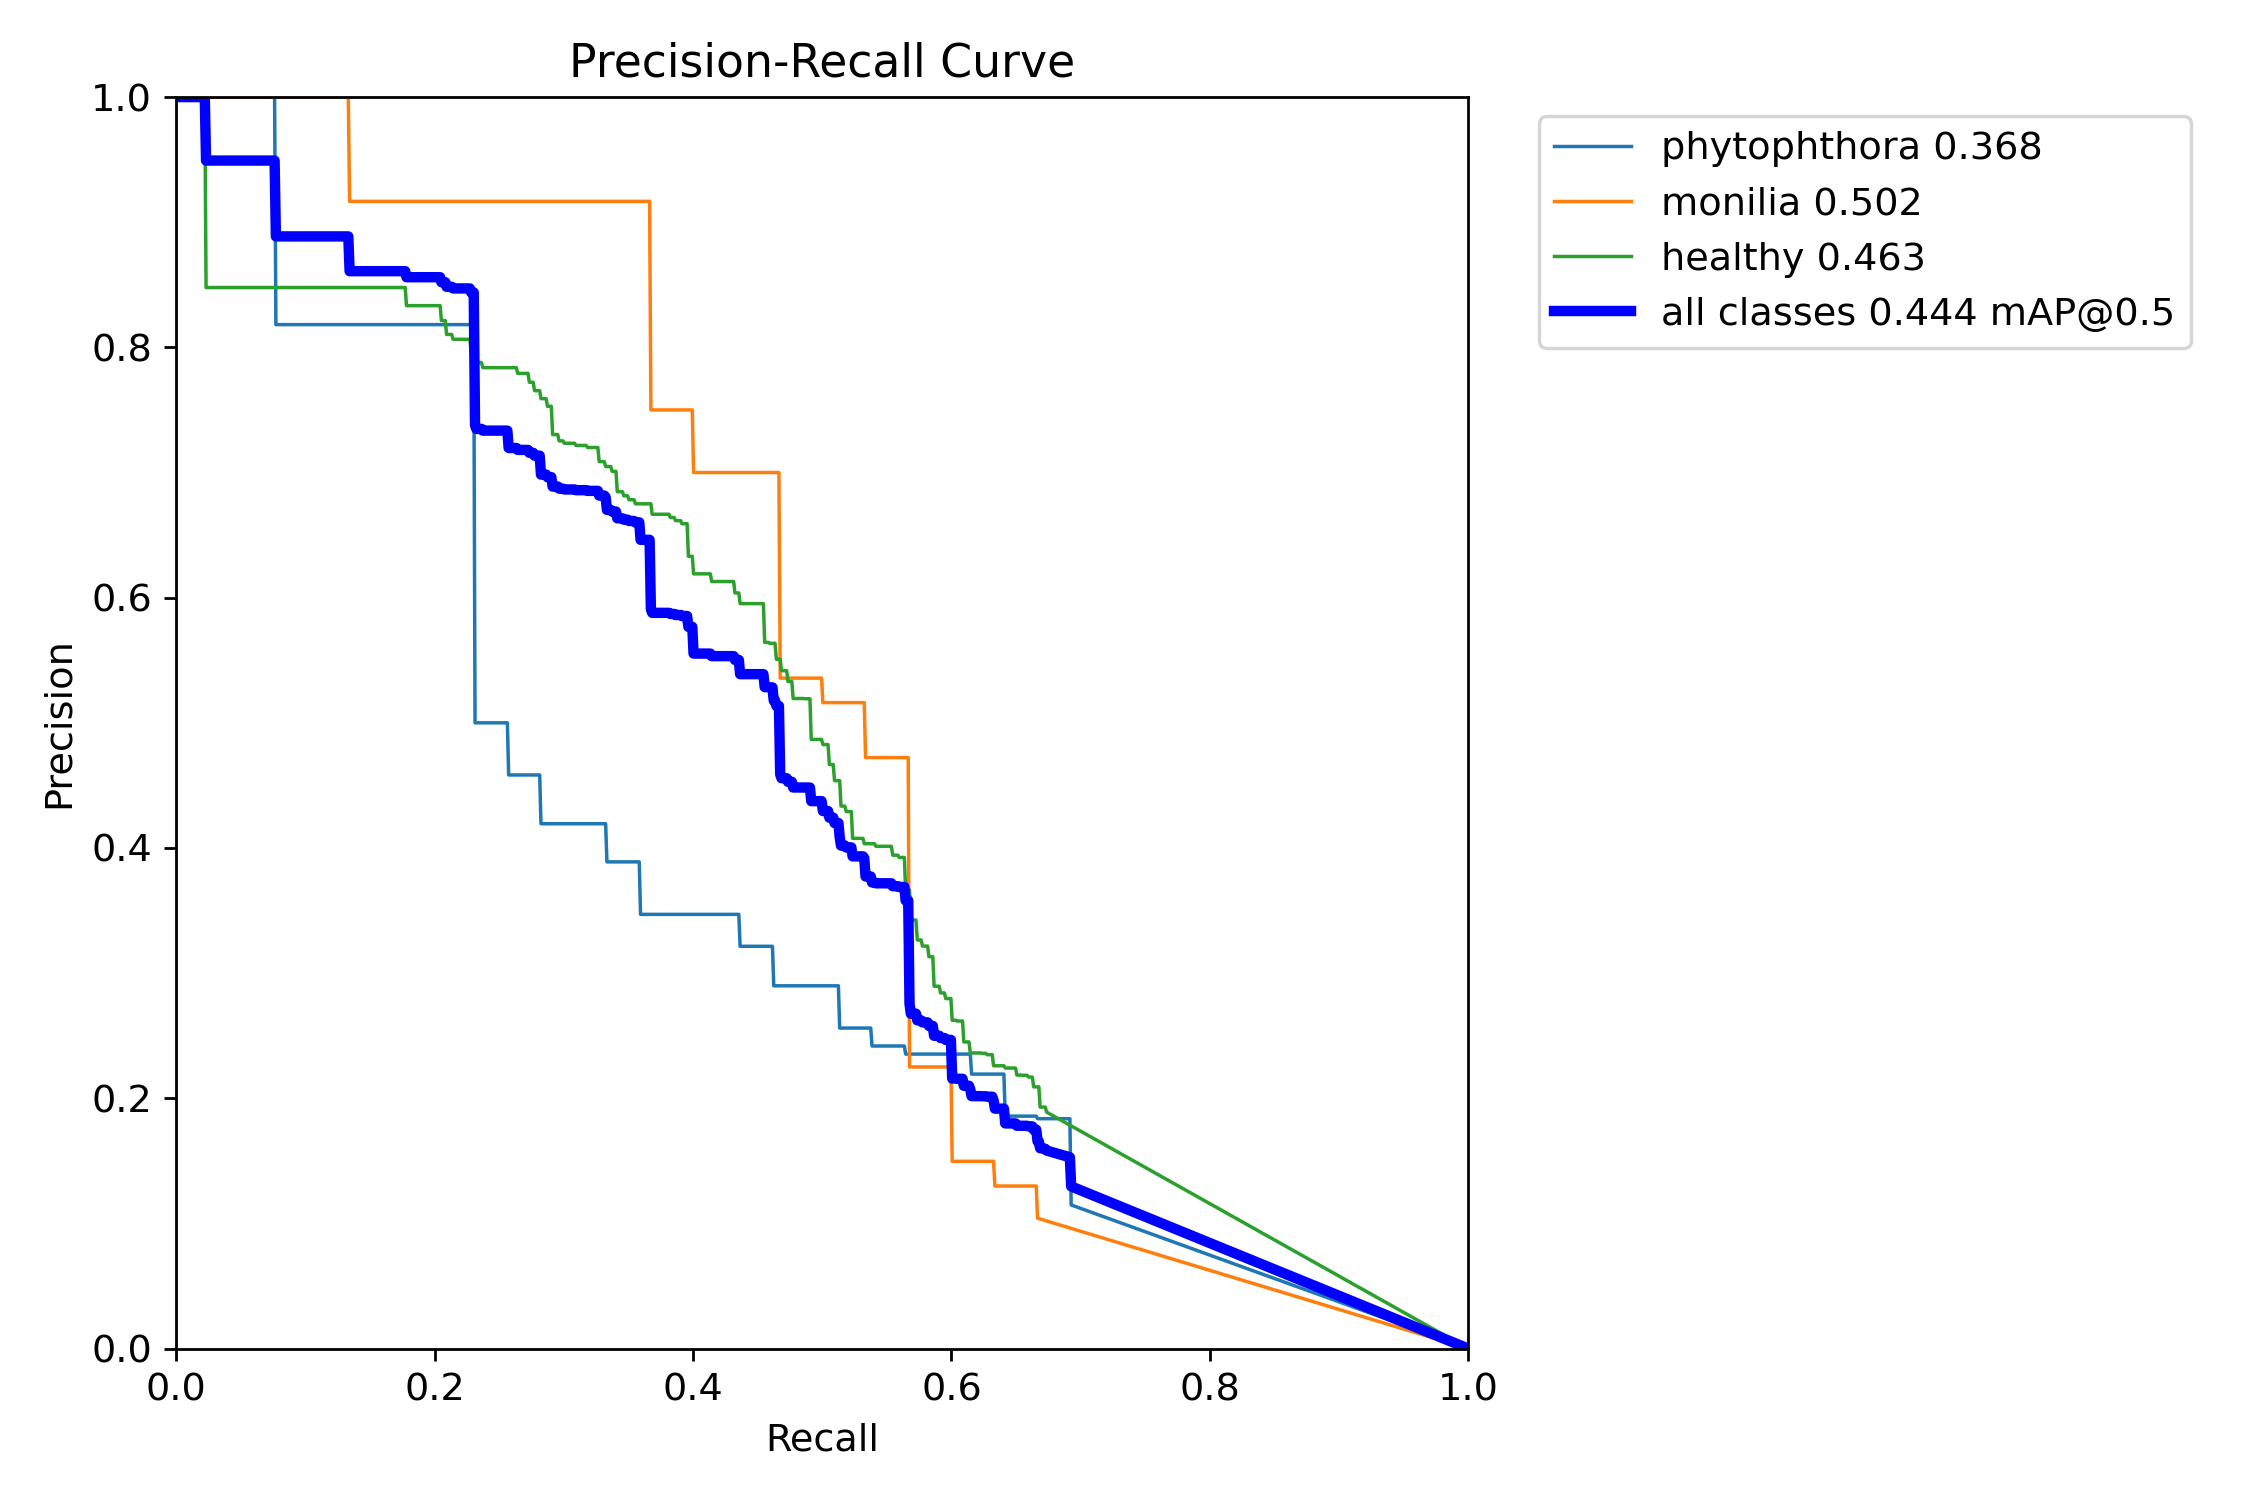 Precision-Recall Curve
1.0
0.8
0.6
0.4
0.2
0.0
Precision
0.0 0.2 0.4 0.6 0.8 1.0
Recall
phytophthora 0.368
monilia 0.502
healthy 0.463
all classes 0.444 mAP@0.5